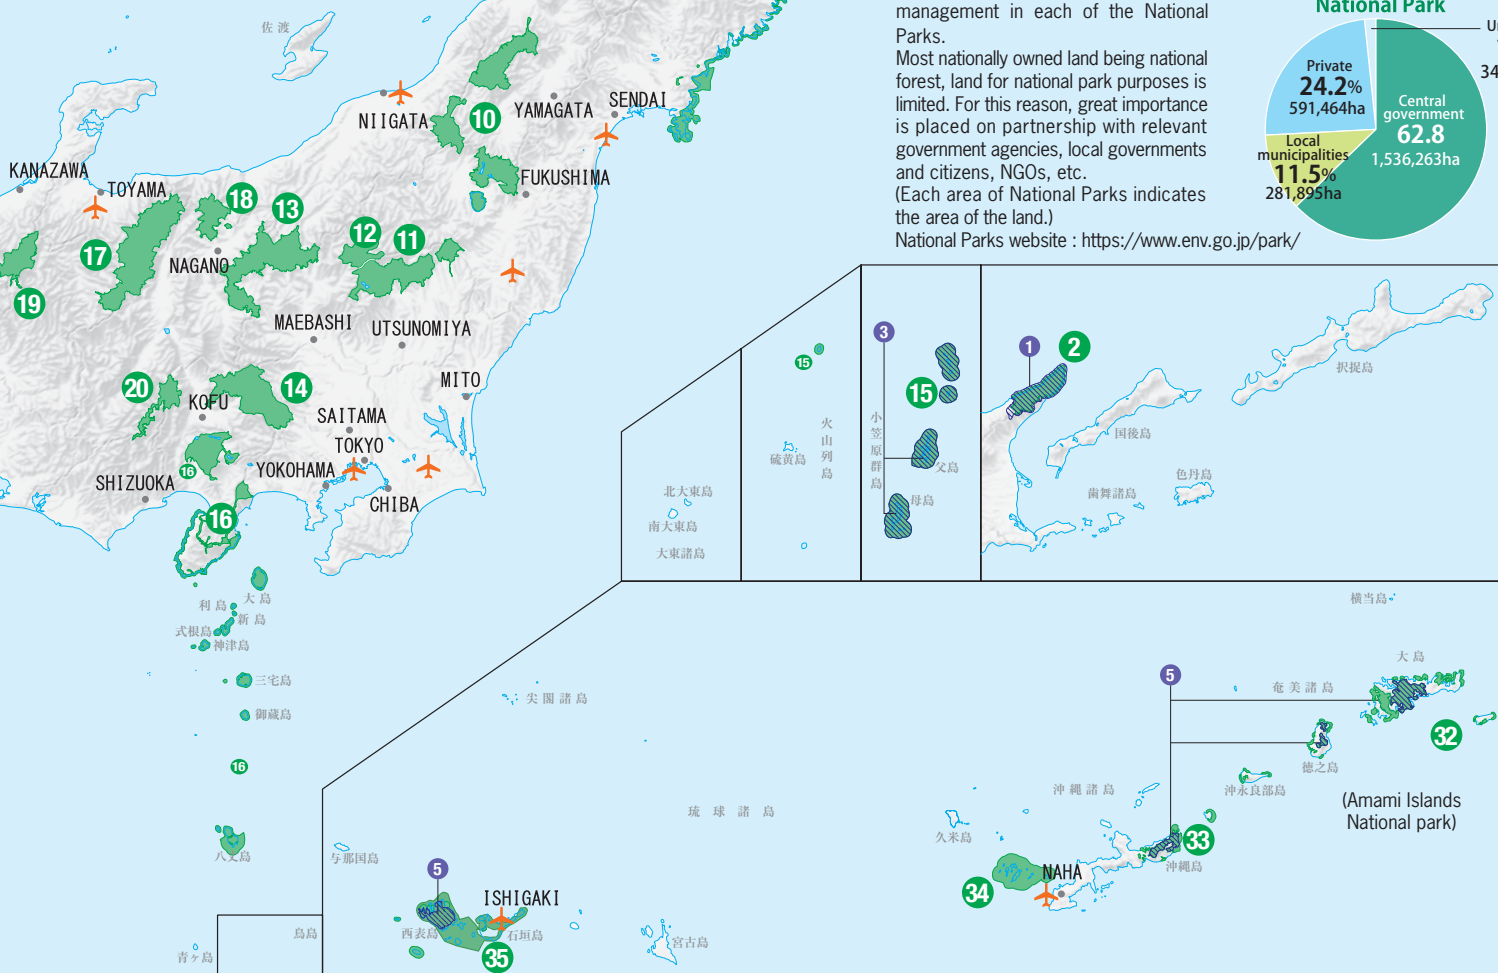 management in each of the National
Parks.
Most nationally owned land being national
forest, land for national park purposes is
limited. For this reason, great importance
is placed on partnership with relevant
government agencies, local governments
and citizens, NGOs, etc.
(Each area of National Parks indicates
the area of the land.)
National Parks website : https://www.env.go.jp/park/
National Park
Private
24.2%
591,464ha
Central
government
62.8
1,536,263ha
Local
municipalities
11.5%
281,895ha
34
佐渡
NIIGATA
10
YAMAGATA
SENDAI
KANAZAWA
TOYAMA
FUKUSHIMA
18
13
12
11
17
NAGANO
19
MAEBASHI
UTSUNOMIYA
20
14
MITO
KOFU
SAITAMA
TOKYO
16
YOKOHAMA
SHIZUOKA
CHIBA
16
大島
利島
新島
式根島
神津島
三宅島
御蔵島
16
八丈島
青ヶ島
鳥島
北大東島
南大東島
大東諸島
15
火山列島
硫黄島
3
15
小笠原群島
父島
母島
1
2
択捉島
国後島
色丹島
歯舞諸島
尖閣諸島
琉球諸島
与那国島
5
ISHIGAKI
西表島
石垣島
35
宮古島
横当島
大島
5
奄美諸島
32
徳之島
沖永良部島
(Amami Islands
National park)
沖縄諸島
久米島
33
沖縄島
NAHA
34